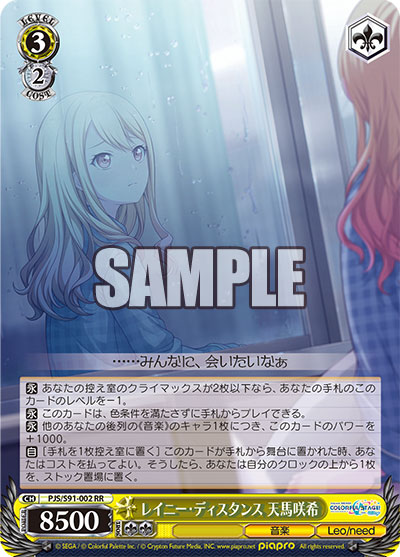 LEVEL
3
2
COST
SAMPLE
……みんなに、会いたいなぁ
永 あなたの控え室のクライマックスが2枚以下なら、あなたの手札のこのカードのレベルを－1。
永 このカードは、色条件を満たさずに手札からプレイできる。
永 他のあなたの後列の《音楽》のキャラ1枚につき、このカードのパワーを＋1000。
自 [手札を1枚控え室に置く] このカードが手札から舞台に置かれた時、あなたはコストを払ってよい。そうしたら、あなたは自分のクロックの上から1枚を、ストック置場に置く。
CH PJS/S91-002 RR
レイニー・ディスタンス 天馬咲希
POWER
8500
SOUL
音楽
Leo/need
COLORFUL STAGE!
© SEGA / © Colorful Palette Inc. / © Crypton Future Media, INC. www.piapro.net piapro